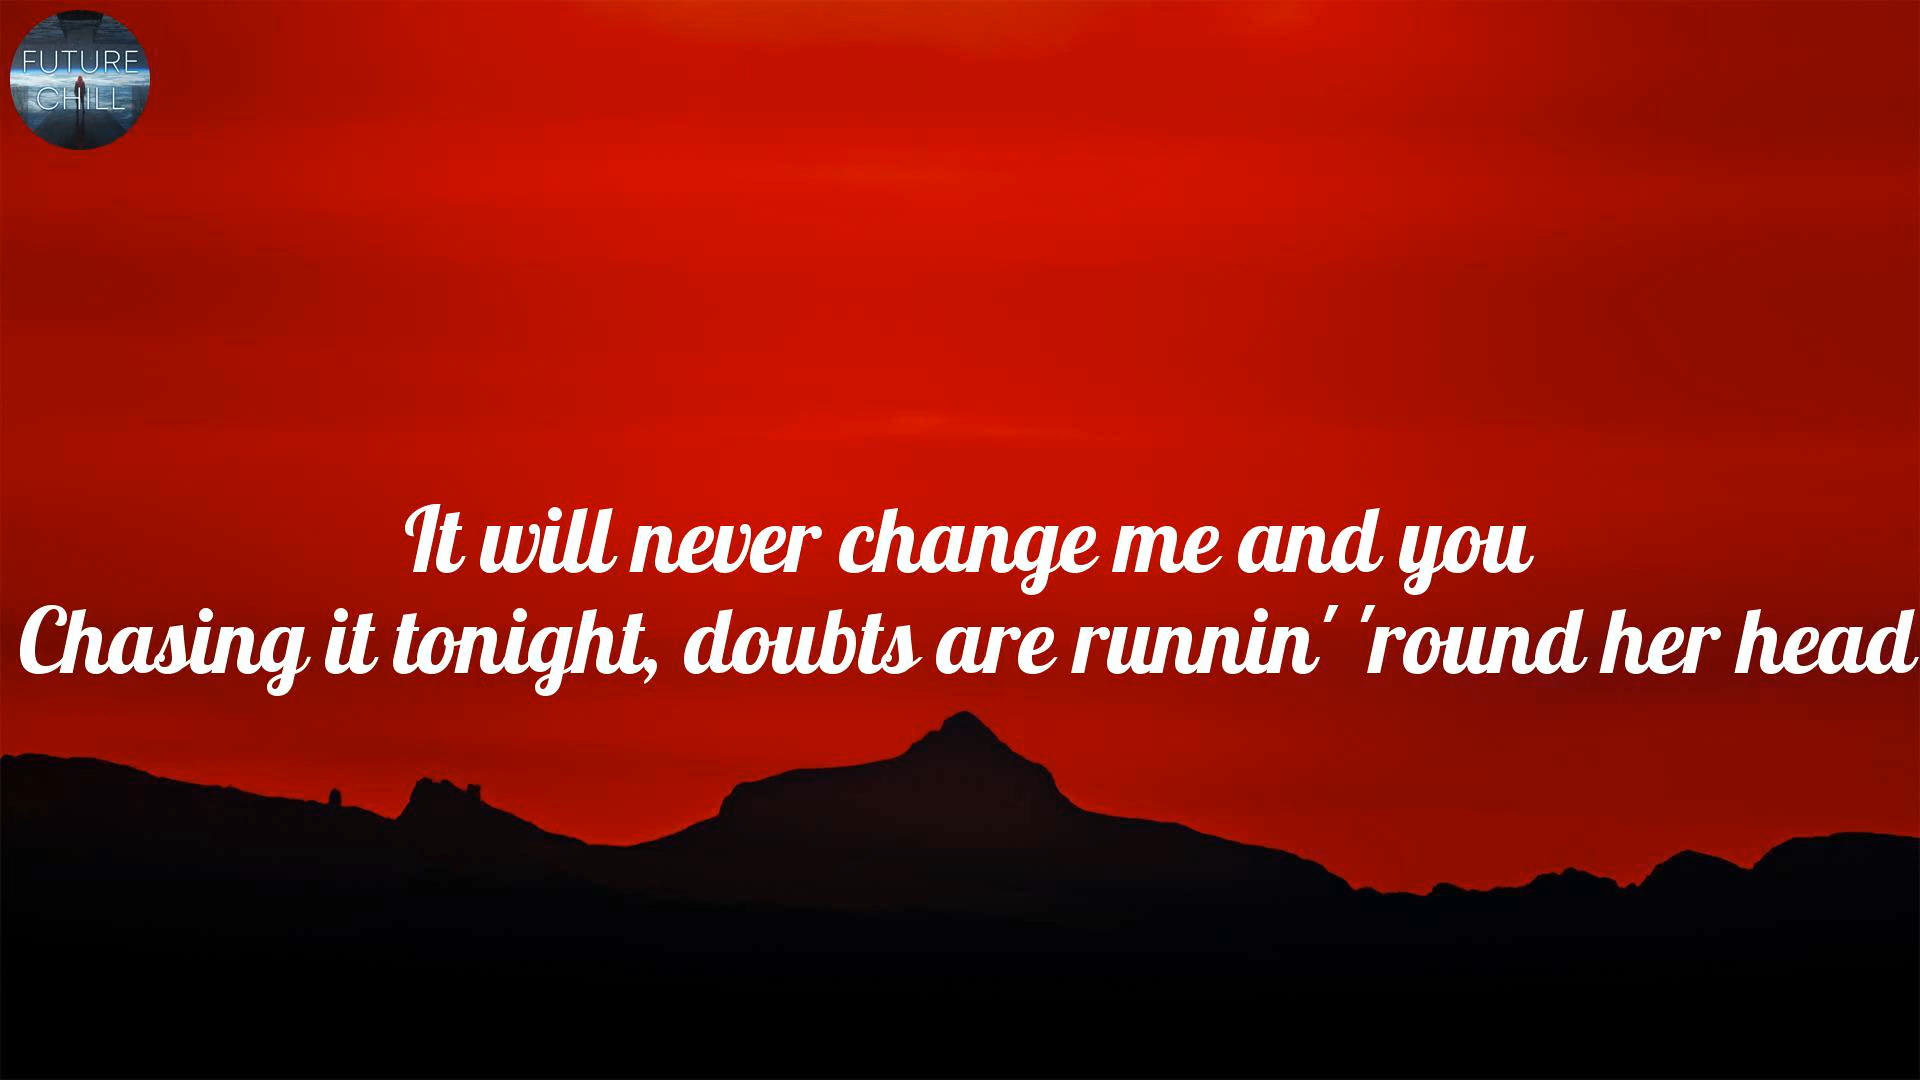 FUTURE
CHILL
It will never change me and you
Chasing it tonight, doubts are runnin' 'round her head